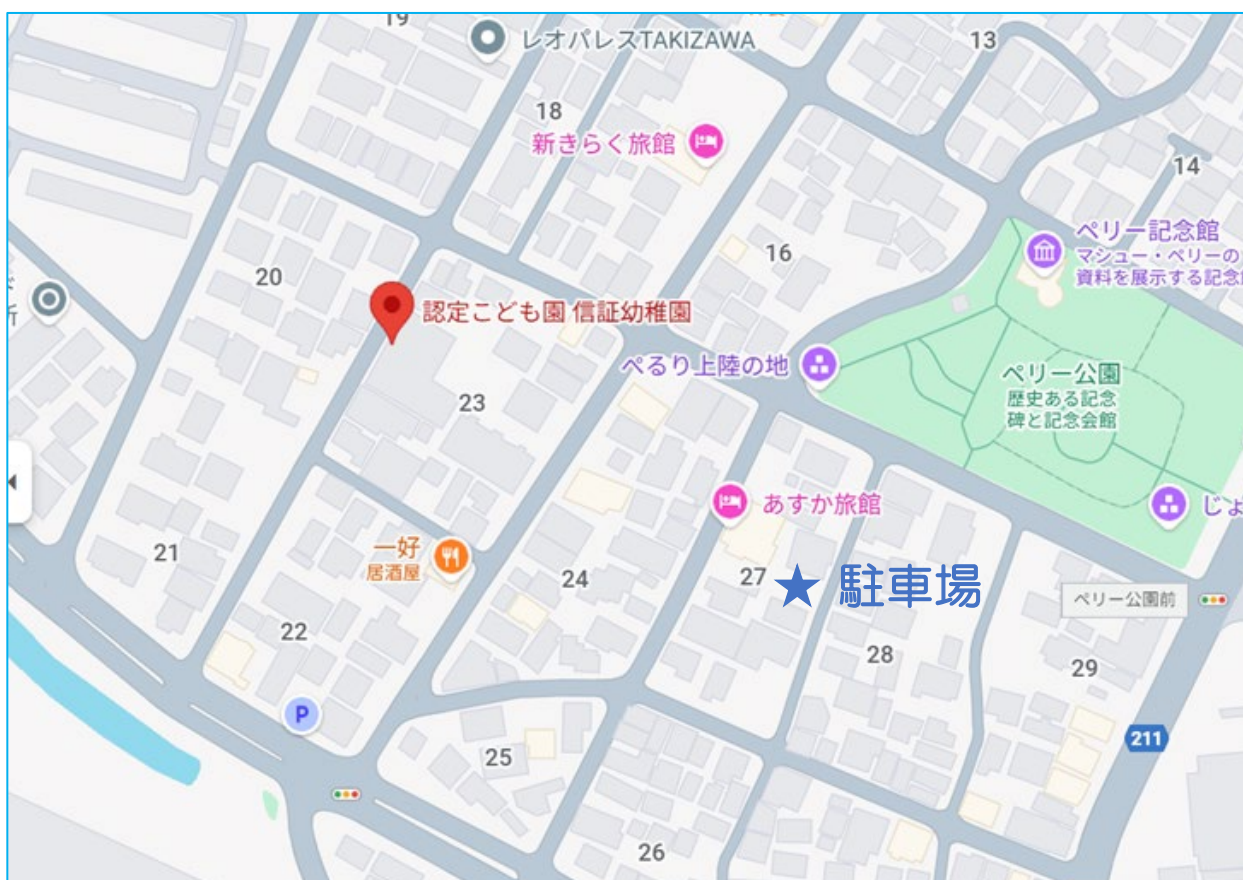 19
レオパレスTAKIZAWA
13
18
新きらく旅館
14
ペリー記念館
マシュー・ペリーの
資料を展示する記念
16
20
所
認定こども園 信証幼稚園
ぺるり上陸の地
ペリー公園
歴史ある記念
碑と記念会館
23
あすか旅館
じょ
21
一好
居酒屋
24
27
★ 駐車場
ペリー公園前
22
28
29
P
211
25
26